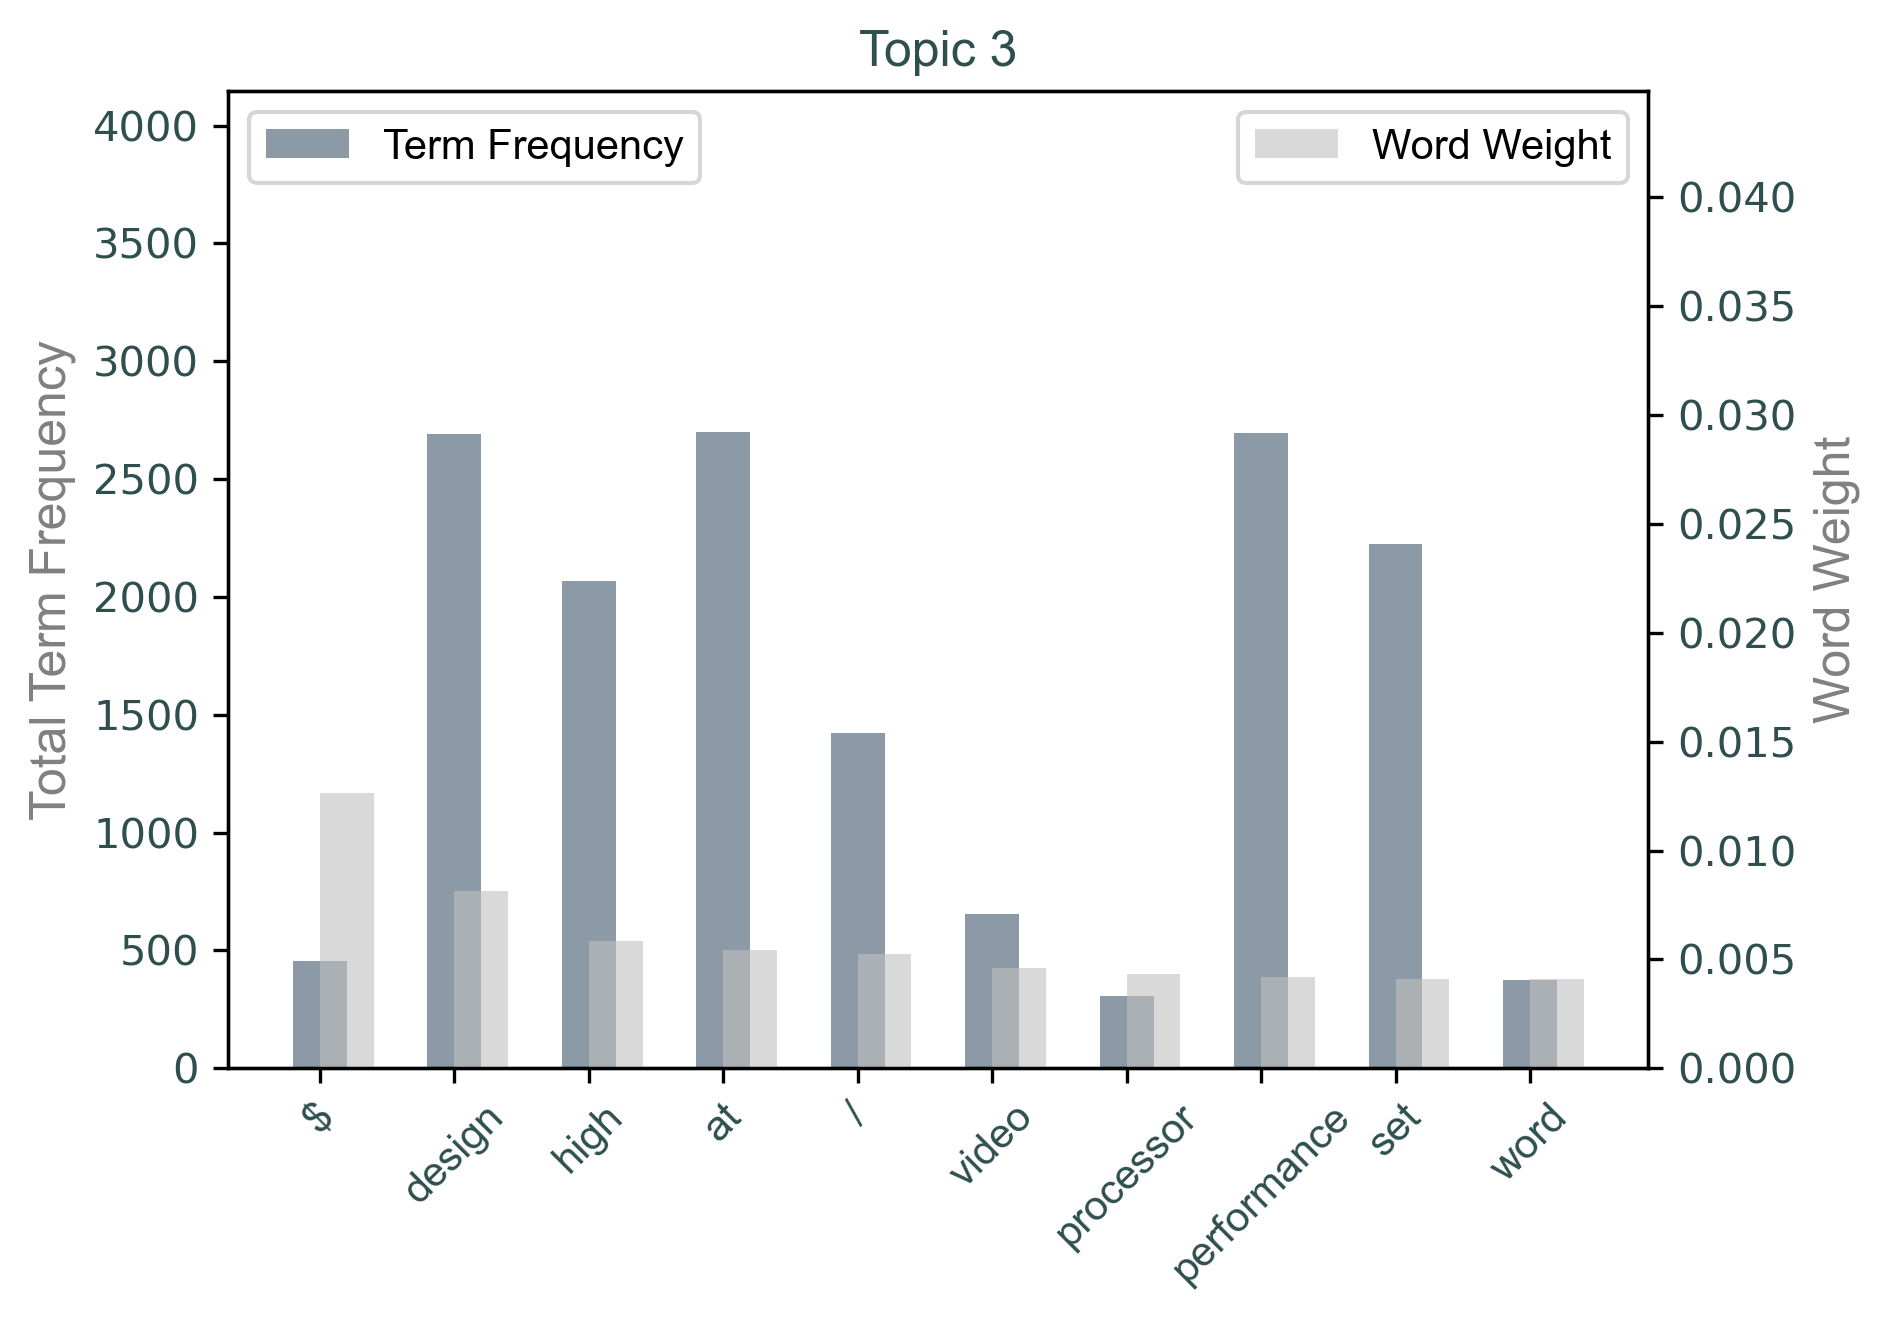 Topic 3
Term Frequency
Word Weight
4000
3500
3000
2500
2000
1500
1000
500
0
Total Term Frequency
0.040
0.035
0.030
0.025
0.020
0.015
0.010
0.005
0.000
Word Weight
$
design
high
at
/
video
processor
performance
set
word